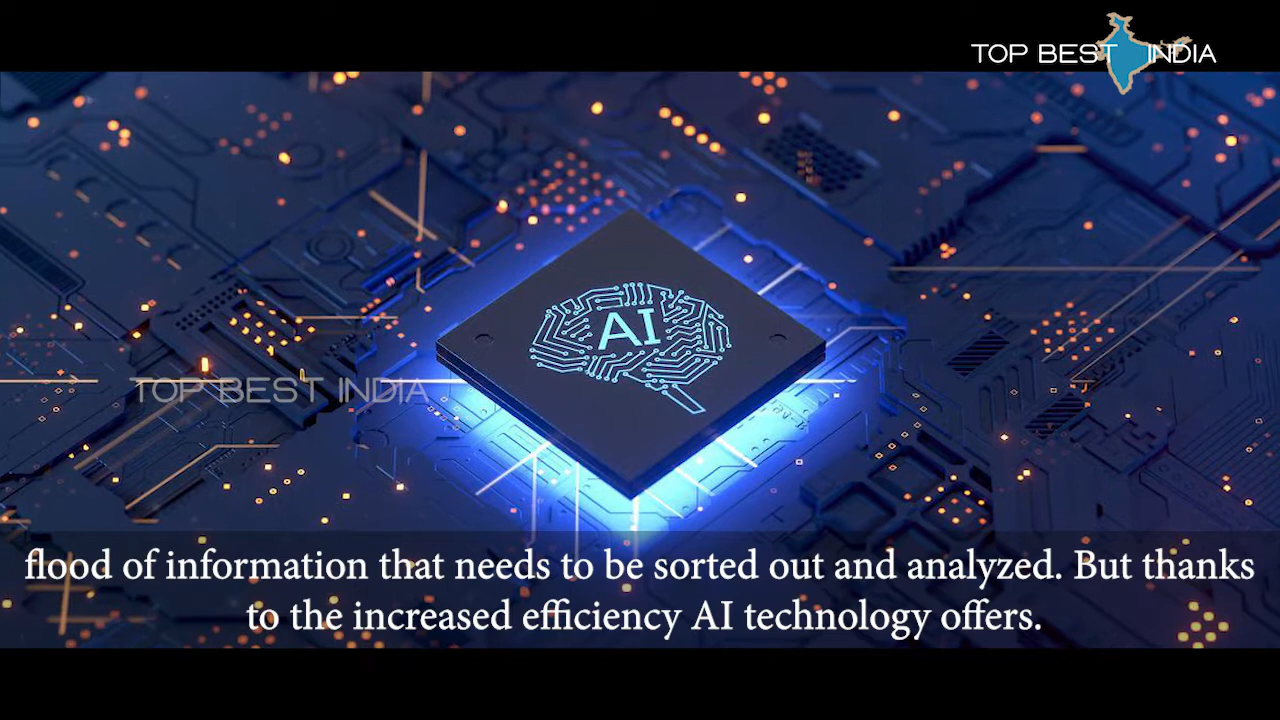 TOP BEST INDIA
AI
TOP BEST INDIA
flood of information that needs to be sorted out and analyzed. But thanks
to the increased efficiency AI technology offers.